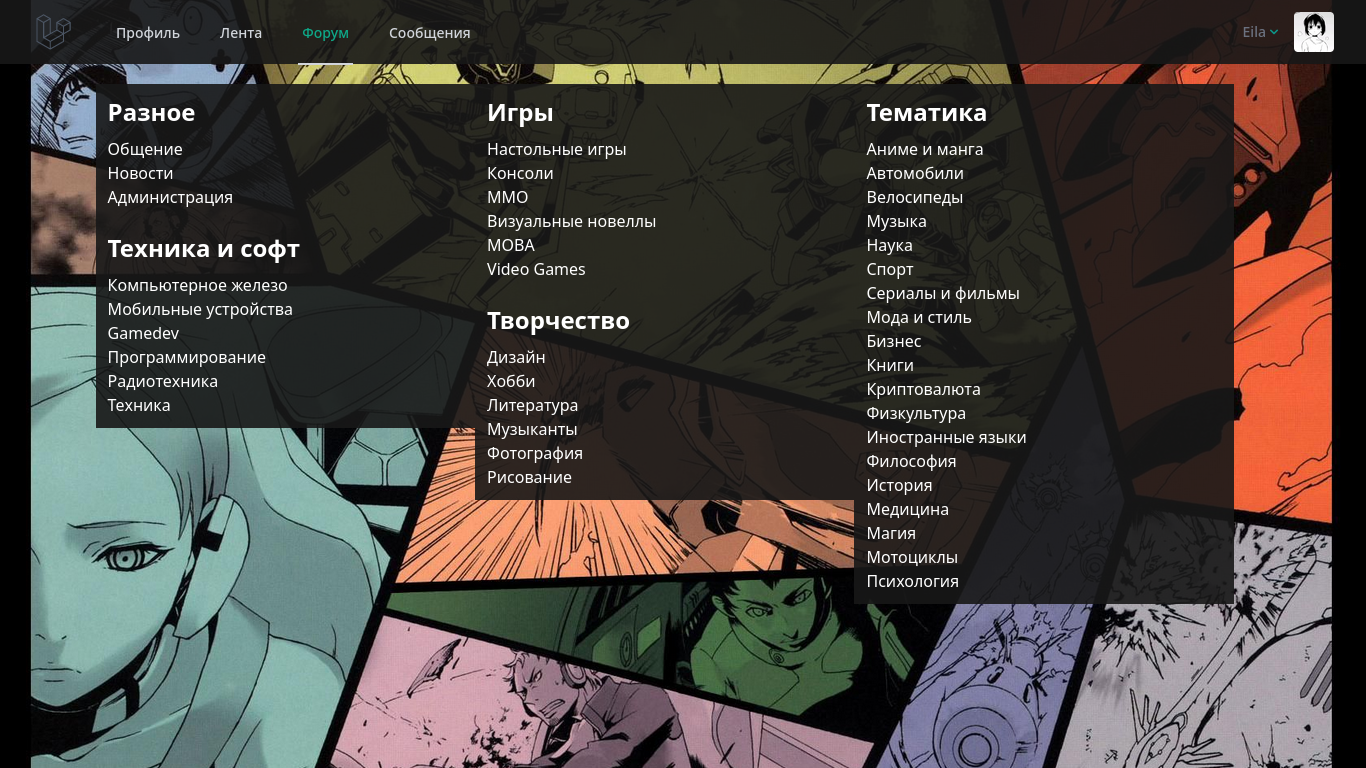 Профиль
Лента
Форум
Сообщения
Eila
Разное
Общение
Новости
Администрация
Техника и софт
Компьютерное железо
Мобильные устройства
Gamedev
Программирование
Радиотехника
Техника
Игры
Настольные игры
Консоли
ММО
Визуальные новеллы
MOBA
Video Games
Творчество
Дизайн
Хобби
Литература
Музыканты
Фотография
Рисование
Тематика
Аниме и манга
Автомобили
Велосипеды
Музыка
Наука
Спорт
Сериалы и фильмы
Мода и стиль
Бизнес
Книги
Криптовалюта
Физкультура
Иностранные языки
Философия
История
Медицина
Магия
Мотоциклы
Психология